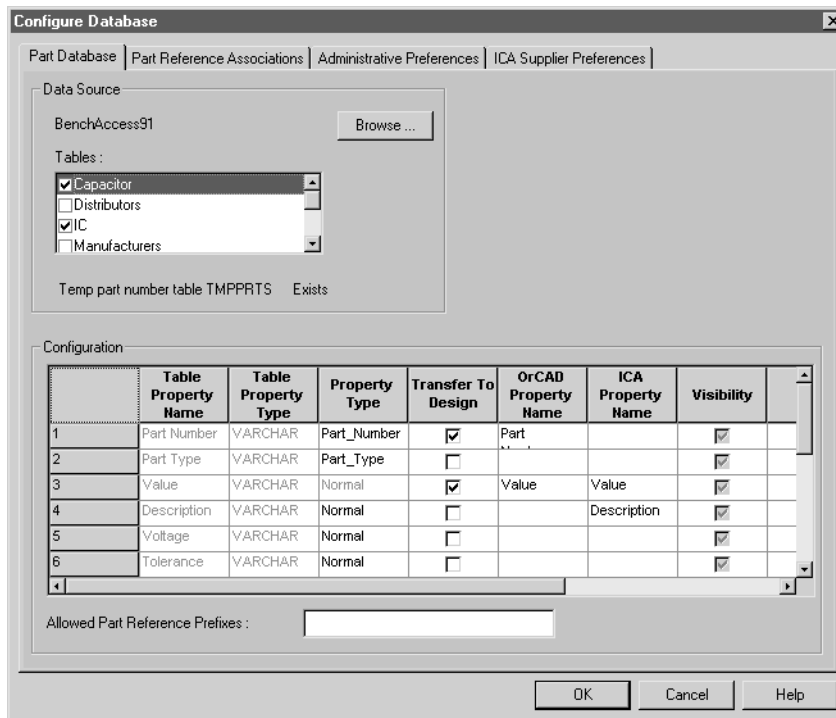 Configure Database
Part Database Part Reference Associations Administrative Preferences ICA Supplier Preferences
Data Source
BenchAccess91 Browse ...
Tables :
Capacitor
Distributors
IC
Manufacturers
Temp part number table TMPPRTS Exists
Configuration
Table Property Name Table Property Type Property Type Transfer To Design OrCAD Property Name ICA Property Name Visibility
1 Part Number VARCHAR Part_Number Part
2 Part Type VARCHAR Part_Type
3 Value VARCHAR Normal Value Value
4 Description VARCHAR Normal Description
5 Voltage VARCHAR Normal
6 Tolerance VARCHAR Normal
Allowed Part Reference Prefixes :
OK Cancel Help